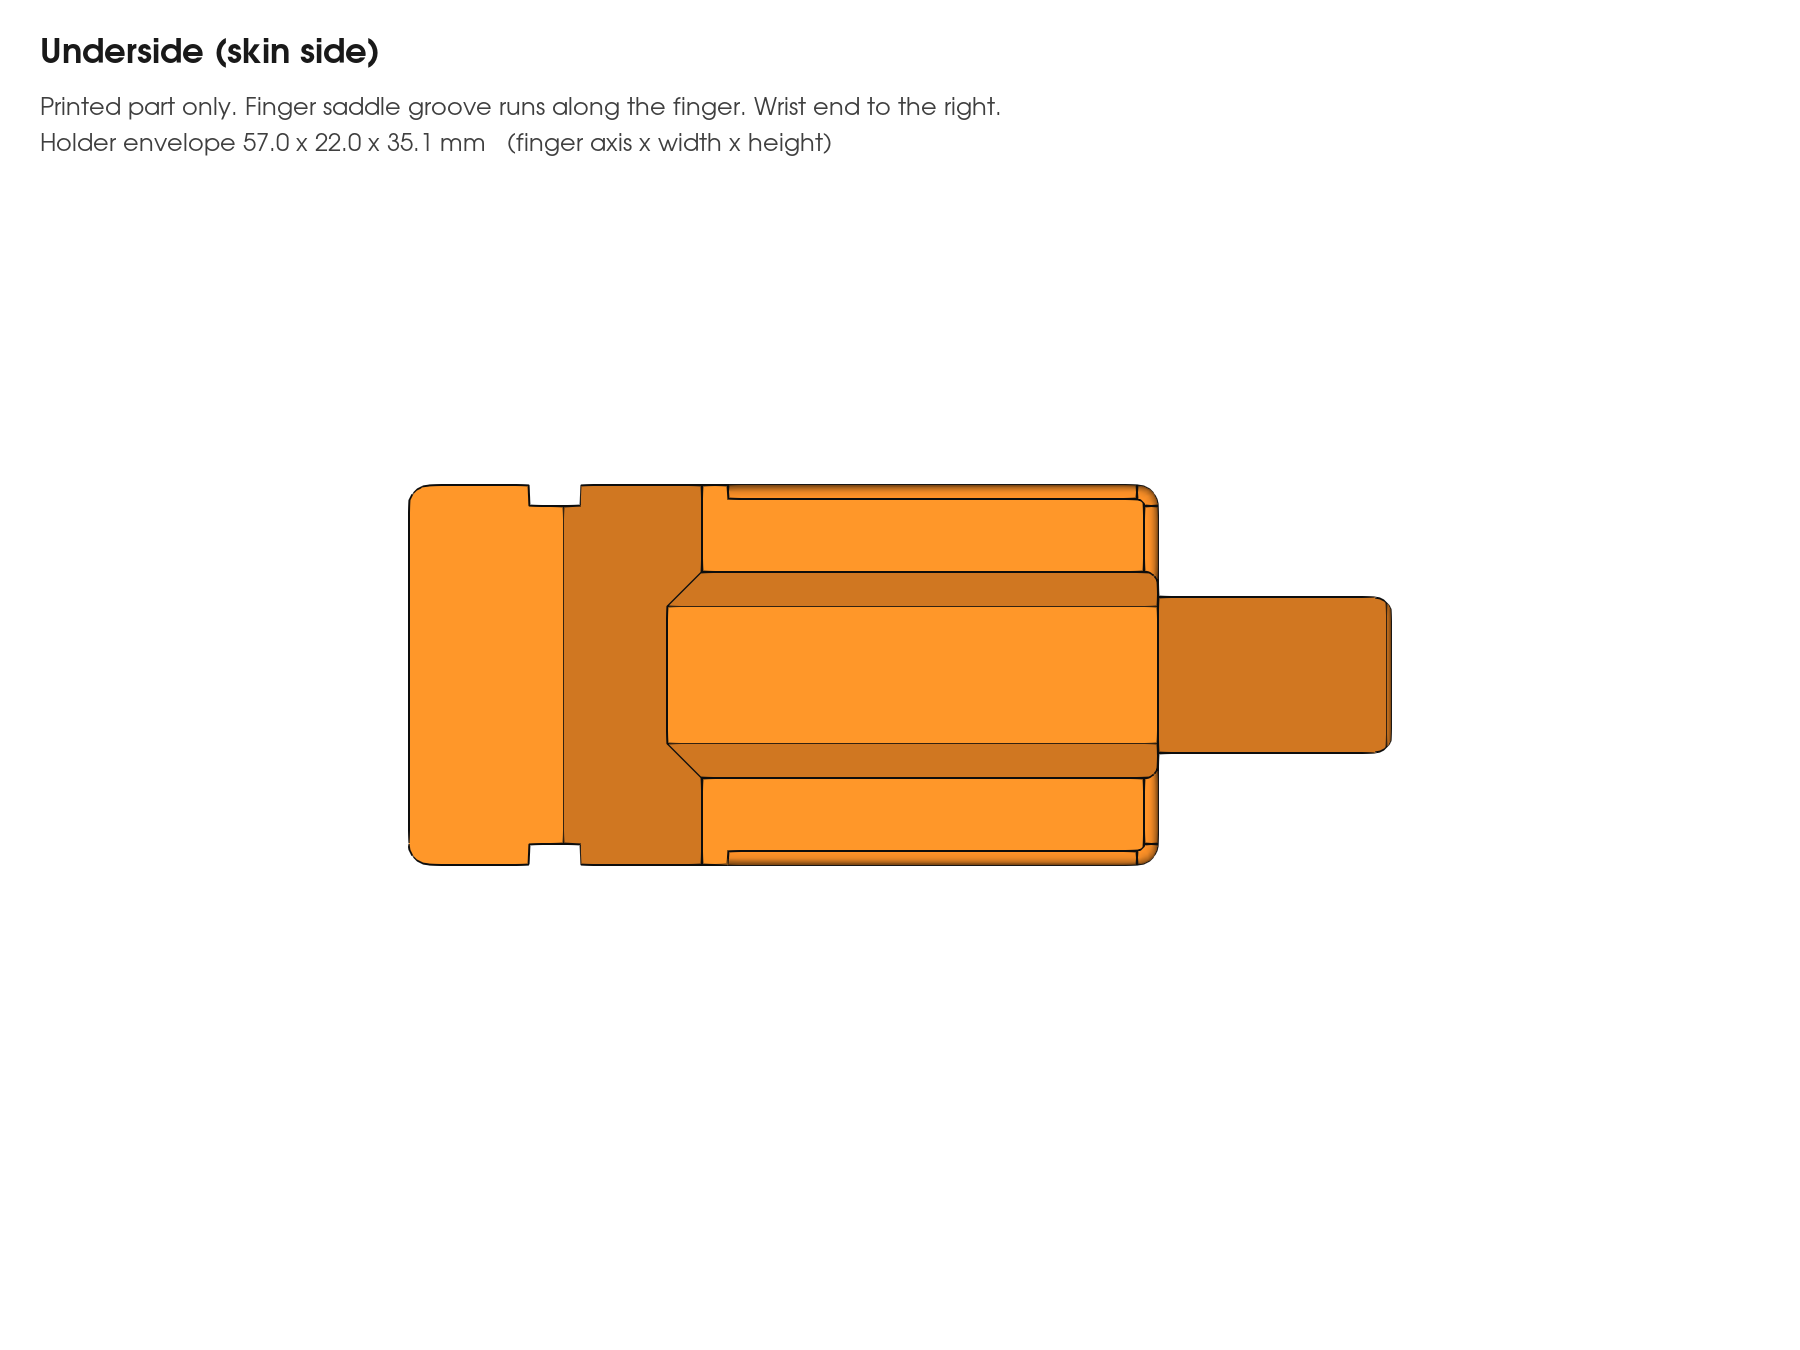 Underside (skin side)
Printed part only. Finger saddle groove runs along the finger. Wrist end to the right.
Holder envelope 57.0 x 22.0 x 35.1 mm (finger axis x width x height)